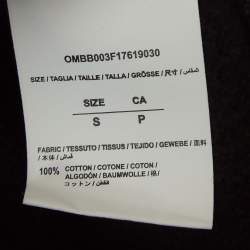 OMBB003F17619030
SIZE / TAGLIA / TAILLE / TALLA / GRÖSSE / 尺寸 / مقاس
SIZE CA
S P
FABRIC / TESSUTO / TISSUS / TEJIDO / GEWEBE / 面料
/ 本体 / قماش /
100% COTTON / COTONE / COTON /
ALGODÓN / BAUMWOLLE / 棉/
コットン / قطن /